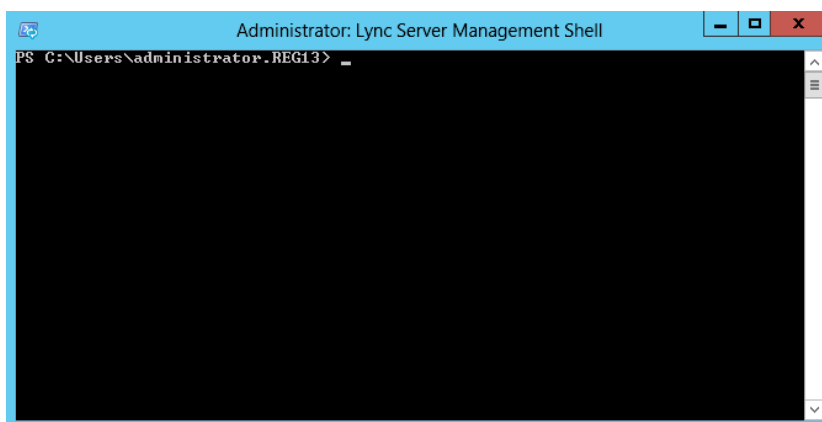 Administrator: Lync Server Management Shell
PS C:\Users\administrator.REG13> _